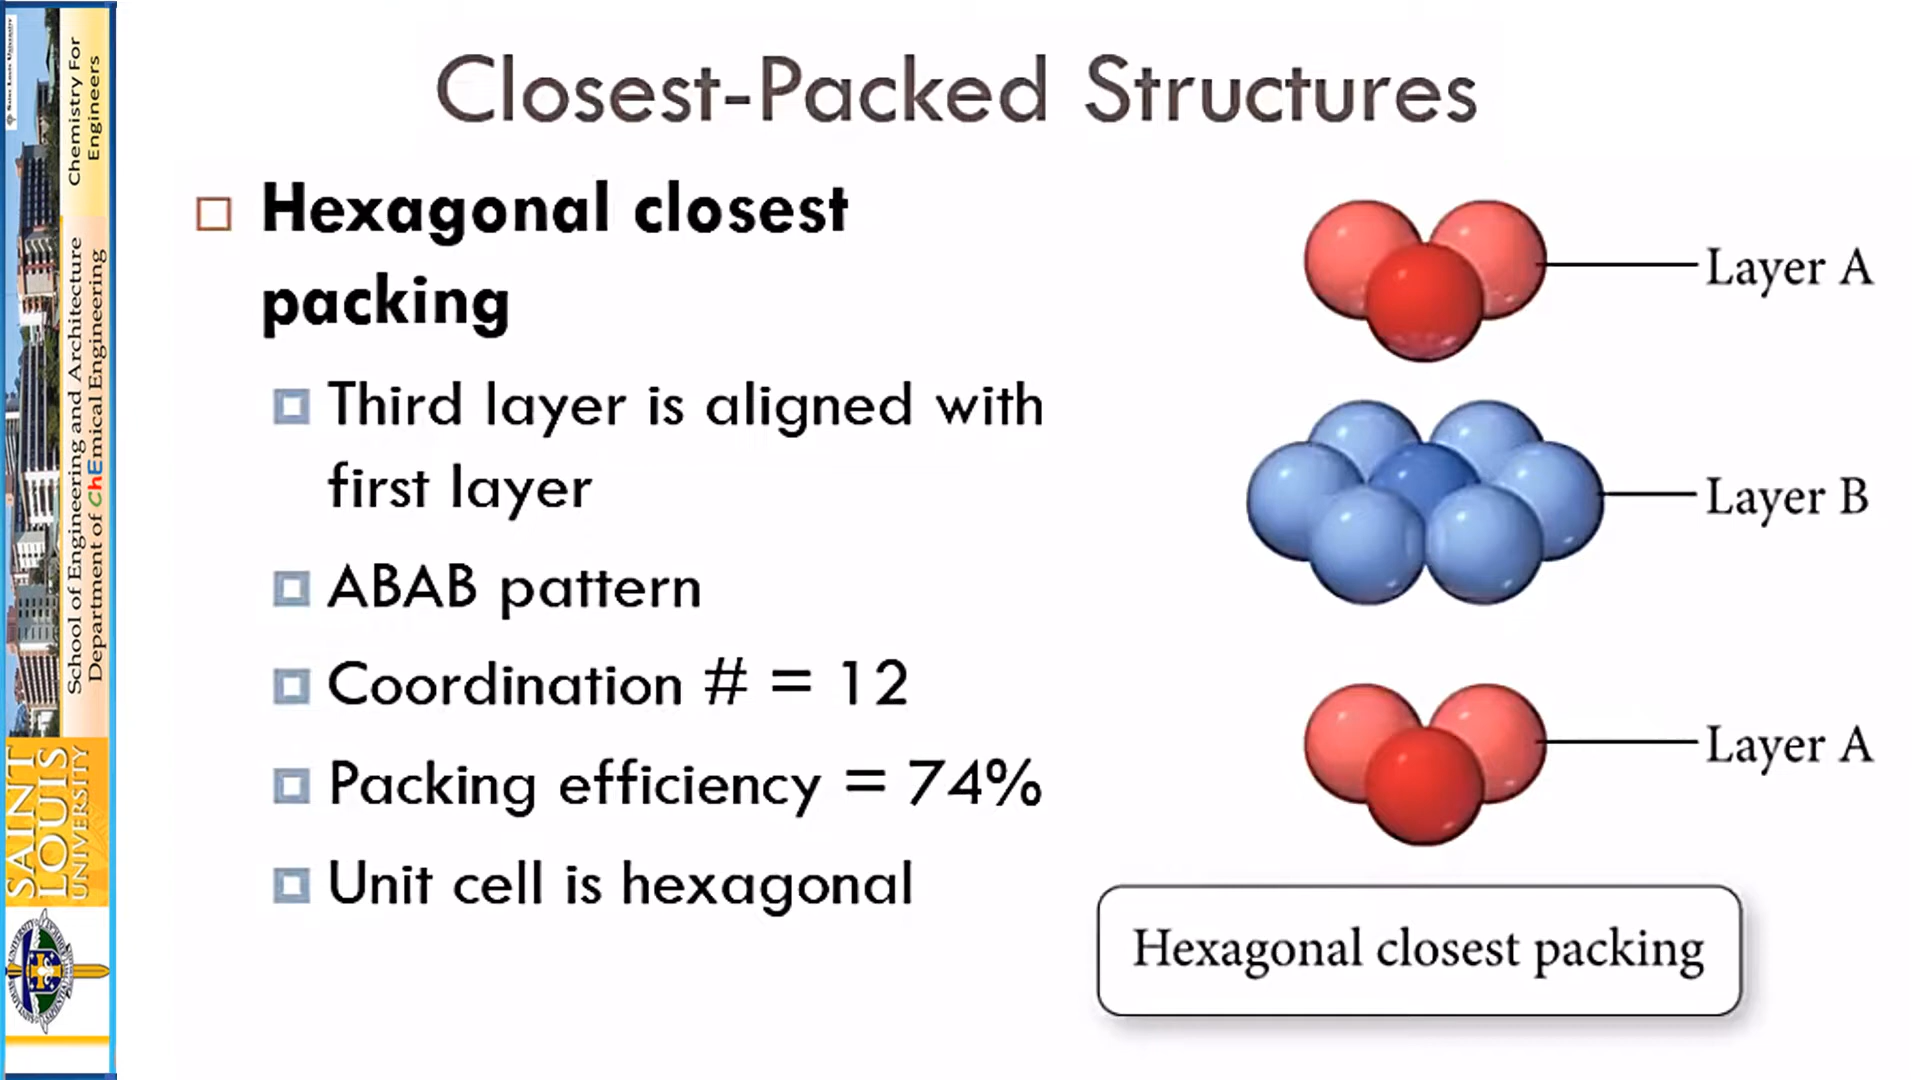 Closest-Packed Structures
Hexagonal closest
packing
Third layer is aligned with
first layer
ABAB pattern
Coordination # = 12
Packing efficiency = 74%
Unit cell is hexagonal
Layer A
Layer B
Layer A
Hexagonal closest packing
Chemistry For
Engineers
School of Engineering and Architecture
Department of ChEmical Engineering
SAINT
LOUIS
UNIVERSITY